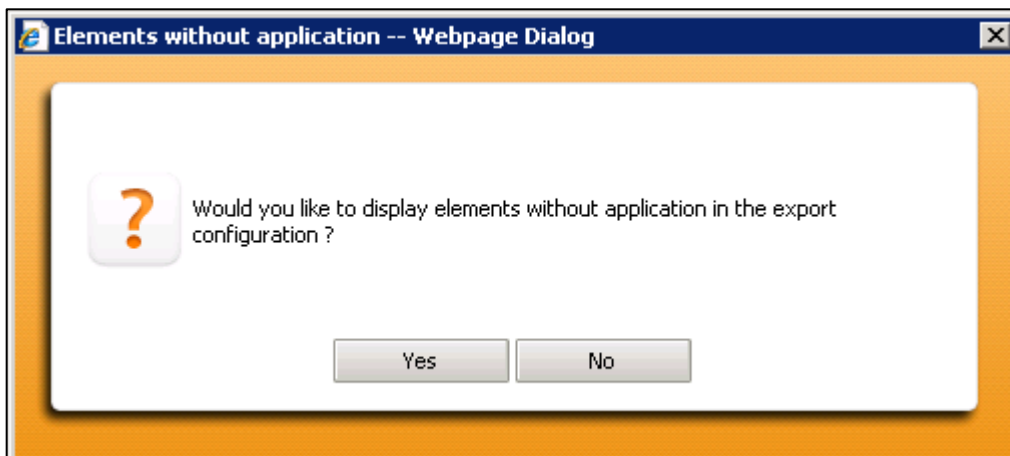 Elements without application -- Webpage Dialog
Would you like to display elements without application in the export
configuration ?
Yes
No